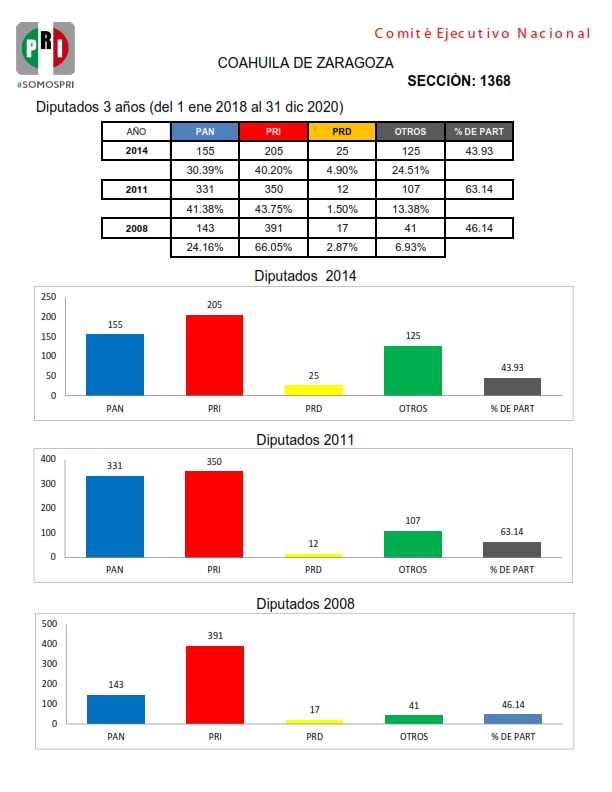 Comité Ejecutivo Nacional
PRI
#SOMOSPRI
COAHUILA DE ZARAGOZA
SECCIÓN: 1368
Diputados 3 años (del 1 ene 2018 al 31 dic 2020)
AÑO PAN PRI PRD OTROS % DE PART
2014 155 205 25 125 43.93
30.39% 40.20% 4.90% 24.51%
2011 331 350 12 107 63.14
41.38% 43.75% 1.50% 13.38%
2008 143 391 17 41 46.14
24.16% 66.05% 2.87% 6.93%
Diputados 2014
250
200
150
100
50
0
155 205 25 125 43.93
PAN PRI PRD OTROS % DE PART
Diputados 2011
400
300
200
100
0
331 350 12 107 63.14
PAN PRI PRD OTROS % DE PART
Diputados 2008
500
400
300
200
100
0
143 391 17 41 46.14
PAN PRI PRD OTROS % DE PART